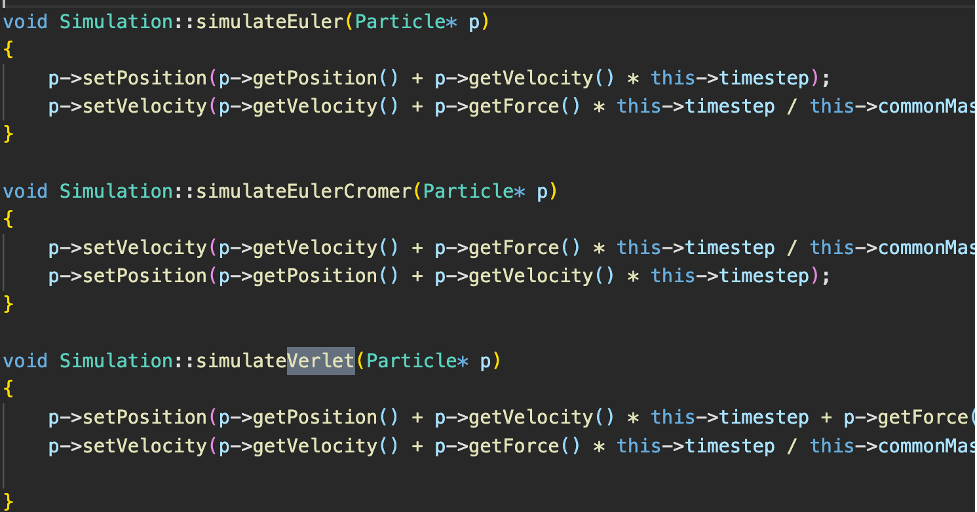 void Simulation::simulateEuler(Particle* p)
{
p->setPosition(p->getPosition() + p->getVelocity() * this->timestep);
p->setVelocity(p->getVelocity() + p->getForce() * this->timestep / this->commonMas
}
void Simulation::simulateEulerCromer(Particle* p)
{
p->setVelocity(p->getVelocity() + p->getForce() * this->timestep / this->commonMas
p->setPosition(p->getPosition() + p->getVelocity() * this->timestep);
}
void Simulation::simulateVerlet(Particle* p)
{
p->setPosition(p->getPosition() + p->getVelocity() * this->timestep + p->getForce(
p->setVelocity(p->getVelocity() + p->getForce() * this->timestep / this->commonMas
}